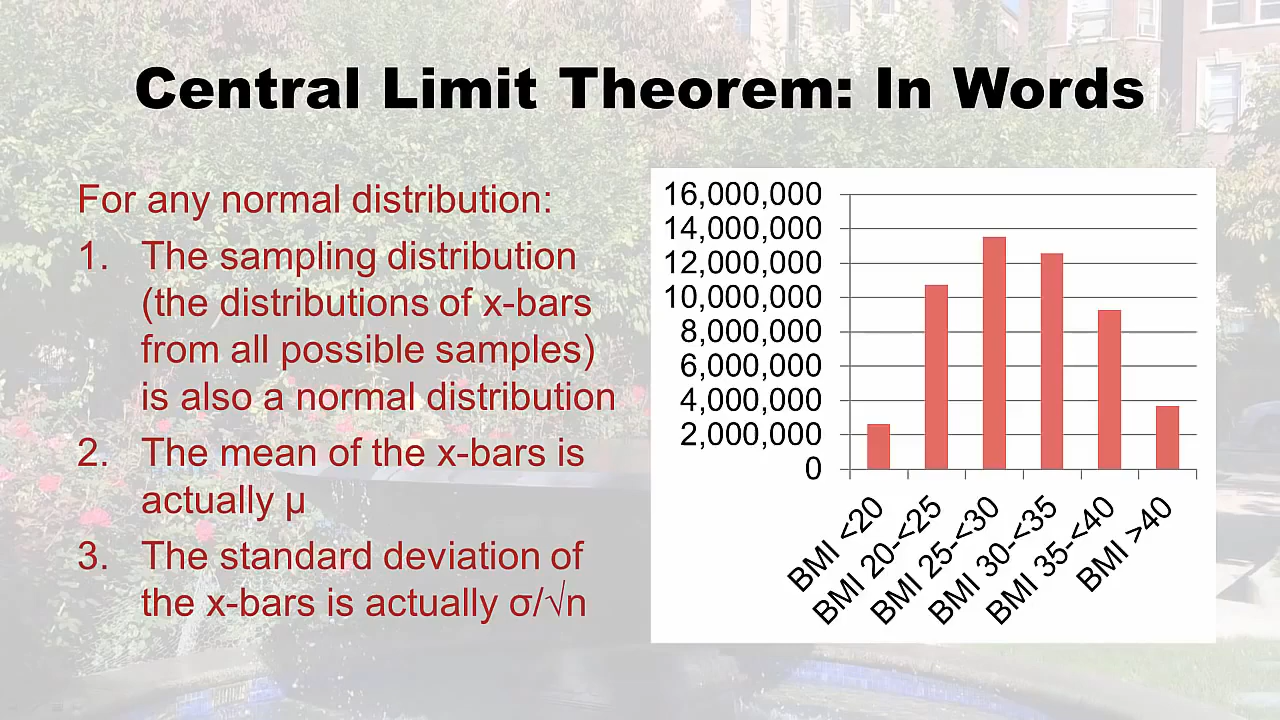 Central Limit Theorem: In Words
For any normal distribution:
1. The sampling distribution
(the distributions of x-bars
from all possible samples)
is also a normal distribution
2. The mean of the x-bars is
actually μ
3. The standard deviation of
the x-bars is actually σ/√n
16,000,000
14,000,000
12,000,000
10,000,000
8,000,000
6,000,000
4,000,000
2,000,000
0
BMI <20
BMI 20-<25
BMI 25-<30
BMI 30-<35
BMI 35-<40
BMI >40